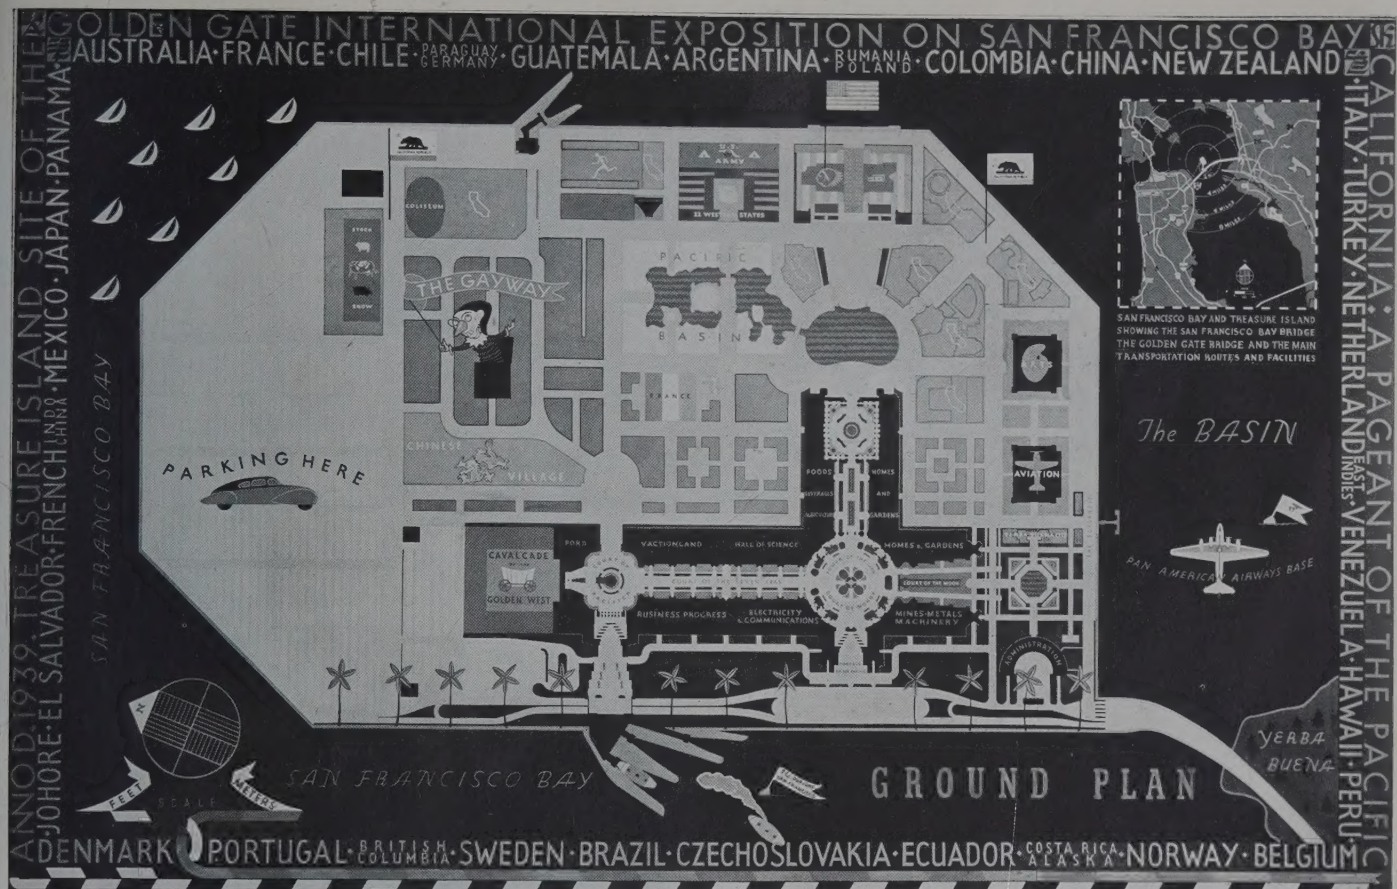 GOLDEN GATE INTERNATIONAL EXPOSITION ON SAN FRANCISCO BAY
CALIFORNIA · A PAGEANT OF THE PACIFIC
ANNO D. 1939. TREASURE ISLAND SITE OF THE
AUSTRALIA · FRANCE · CHILE · PARAGUAY GERMANY · GUATEMALA · ARGENTINA · RUMANIA POLAND · COLOMBIA · CHINA · NEW ZEALAND
· ITALY · TURKEY · NETHERLAND EAST INDIES · VENEZUELA · HAWAII · PERU ·
DENMARK · PORTUGAL · BRITISH COLUMBIA · SWEDEN · BRAZIL · CZECHOSLOVAKIA · ECUADOR · COSTA RICA ALASKA · NORWAY · BELGIUM
· JOHORE · EL SALVADOR · FRENCH INDO CHINA · MEXICO · JAPAN · PANAMA ·
U.S. ARMY
COLISEUM
11 WESTERN STATES
STOCK
SHOW
THE GAYWAY
PACIFIC
BASIN
FRANCE
ARTS
SAN FRANCISCO BAY AND TREASURE ISLAND
SHOWING THE SAN FRANCISCO BAY BRIDGE
THE GOLDEN GATE BRIDGE AND THE MAIN
TRANSPORTATION ROUTES AND FACILITIES
The BASIN
SAN FRANCISCO BAY
PARKING HERE
CHINESE
VILLAGE
FOODS
HOMES
AND
GARDENS
AVIATION
PAN AMERICAN AIRWAYS BASE
CAVALCADE
GOLDEN WEST
FORD
VACATIONLAND
HALL OF SCIENCE
HOMES & GARDENS
COURT OF THE MOON
BUSINESS PROGRESS
ELECTRICITY
& COMMUNICATIONS
MINES-METALS
MACHINERY
ADMINISTRATION
N
FEET
SCALE
METERS
SAN FRANCISCO BAY
GROUND PLAN
YERBA
BUENA